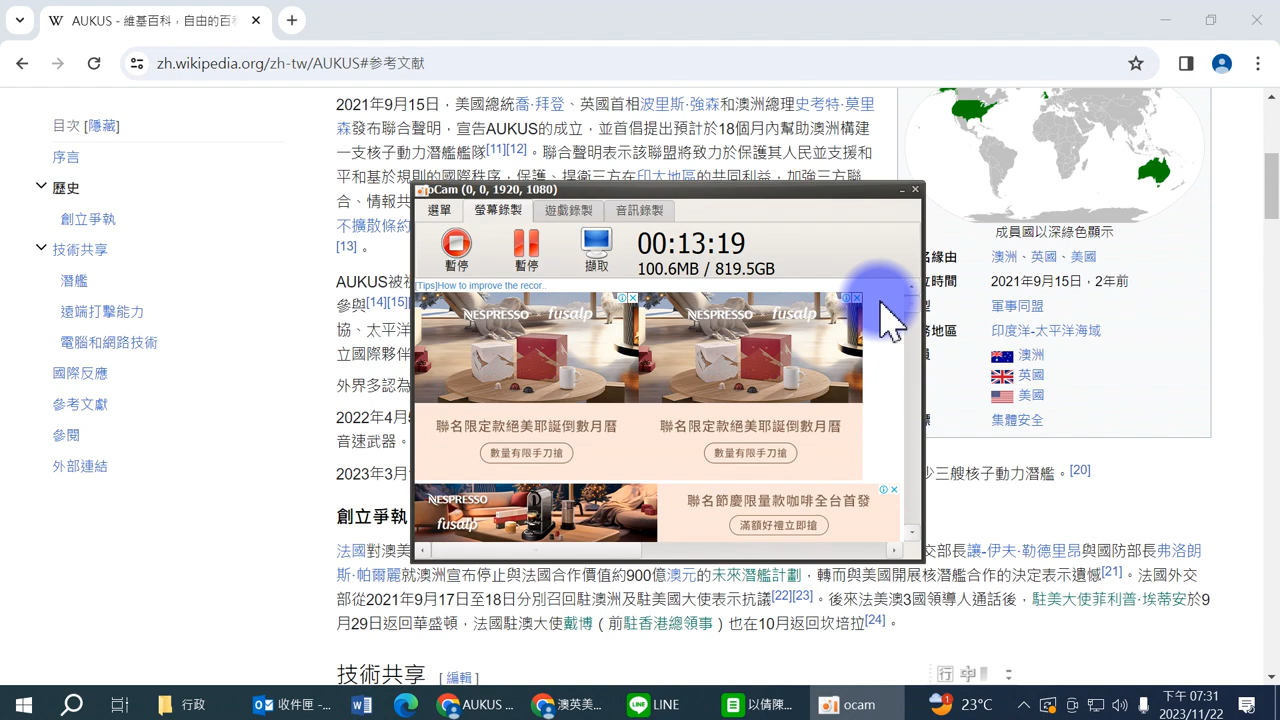 AUKUS - 維基百科，自由的百
zh.wikipedia.org/zh-tw/AUKUS#參考文獻
目次 [隱藏]
序言
歷史
創立爭執
技術共享
潛艦
遠端打擊能力
電腦和網路技術
國際反應
參考文獻
參閱
外部連結
2021年9月15日，美國總統喬·拜登、英國首相波里斯·強森和澳洲總理史考特·莫里
森發布聯合聲明，宣告AUKUS的成立，並首倡提出預計於18個月內幫助澳洲構建
一支核子動力潛艦艦隊[11][12]。聯合聲明表示該聯盟將致力於保護其人民並支援和
平和基於規則的國際秩序，保護、捍衛三方在印太地區的共同利益，加強三方聯
合、情報共
不擴散條約
[13]。
AUKUS被視
參與[14][15]
協、太平洋
立國際夥伴
外界多認為
2022年4月5
音速武器。
2023年3月
少三艘核子動力潛艦。[20]
成員國以深綠色顯示
名緣由 澳洲、英國、美國
立時間 2021年9月15日，2年前
型 軍事同盟
務地區 印度洋-太平洋海域
澳洲
英國
美國
集體安全
oCam (0, 0, 1920, 1080)
選單 螢幕錄製 遊戲錄製 音訊錄製
暫停 暫停 擷取
00:13:19
100.6MB / 819.5GB
[Tips]How to improve the recor..
NESPRESSO × fusalp NESPRESSO × fusalp
聯名限定款絕美耶誕倒數月曆 聯名限定款絕美耶誕倒數月曆
數量有限手刀搶 數量有限手刀搶
NESPRESSO
fusalp
聯名節慶限量款咖啡全台首發
滿額好禮立即搶
創立爭執
法國對澳美 交部長讓-伊夫·勒德里昂與國防部長弗洛朗
斯·帕爾麗就澳洲宣布停止與法國合作價值約900億澳元的未來潛艦計劃，轉而與美國開展核潛艦合作的決定表示遺憾[21]。法國外交
部從2021年9月17日至18日分別召回駐澳洲及駐美國大使表示抗議[22][23]。後來法美澳3國領導人通話後，駐美大使菲利普·埃蒂安於9
月29日返回華盛頓，法國駐澳大使戴博（前駐香港總領事）也在10月返回坎培拉[24]。
技術共享 [ 編輯 ]
行 中
行政
收件匣 -...
AUKUS ...
澳英美...
LINE
以倩陳...
ocam
23°C
下午 07:31
2023/11/22